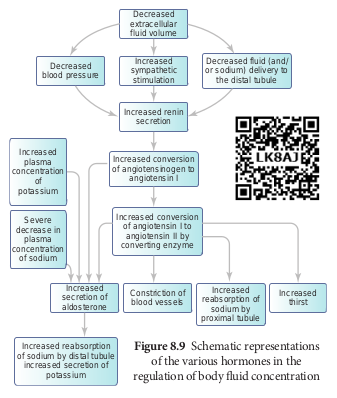 Decreased
extracellular
fluid volume
Decreased
blood pressure
Increased
sympathetic
stimulation
Decreased fluid (and/
or sodium) delivery to
the distal tubule
Increased renin
secretion
LK8AJ
Increased
plasma
concentration
of
potassium
Increased conversion
of angiotensinogen to
angiotensin I
Severe
decrease in
plasma
concentration
of sodium
Increased conversion
of angiotensin I to
angiotensin II by
converting enzyme
Increased
secretion of
aldosterone
Constriction of
blood vessels
Increased
reabsorption of
sodium by
proximal tubule
Increased
thirst
Increased reabsorption
of sodium by distal tubule
increased secretion of
potassium
Figure 8.9 Schematic representations
of the various hormones in the
regulation of body fluid concentration